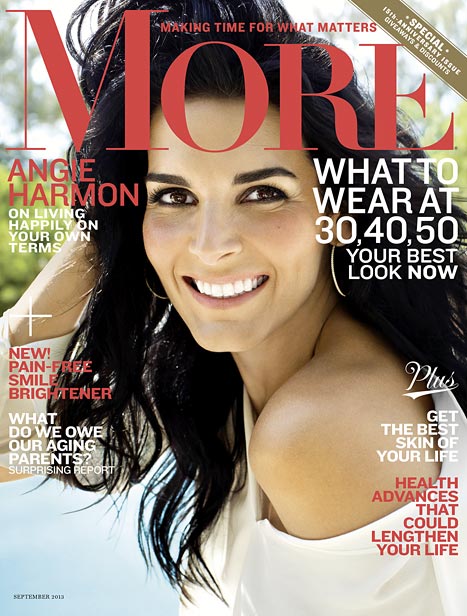 MAKING TIME FOR WHAT MATTERS
MORE
• SPECIAL •
15th-ANNIVERSARY ISSUE
GIVEAWAYS & DISCOUNTS
ANGIE
HARMON
ON LIVING
HAPPILY ON
YOUR OWN
TERMS
WHAT TO
WEAR AT
30,40,50
YOUR BEST
LOOK NOW
+
NEW!
PAIN-FREE
SMILE
BRIGHTENER
WHAT
DO WE OWE
OUR AGING
PARENTS?
SURPRISING REPORT
Plus
GET
THE BEST
SKIN OF
YOUR LIFE
HEALTH
ADVANCES
THAT
COULD
LENGTHEN
YOUR LIFE
SEPTEMBER 2013